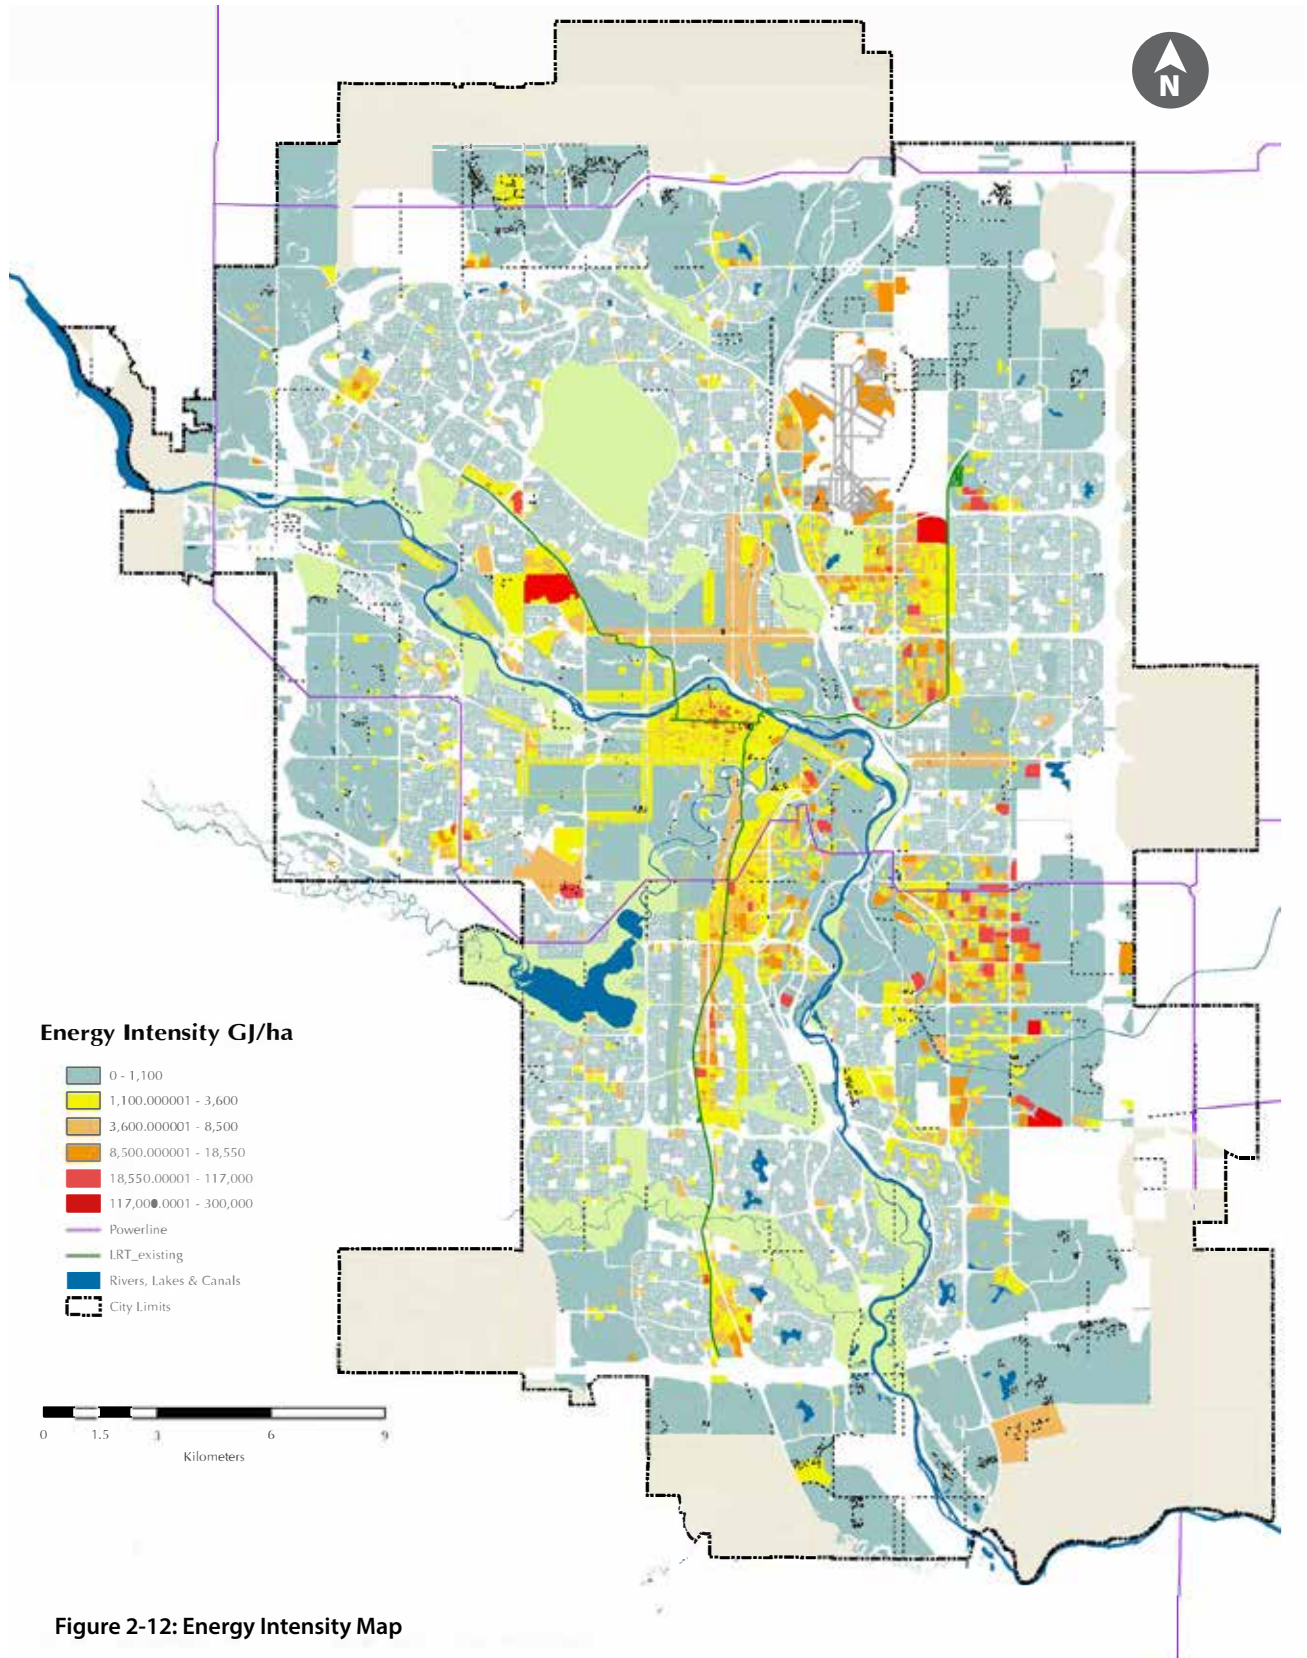 N
Energy Intensity GJ/ha
0 - 1,100
1,100.000001 - 3,600
3,600.000001 - 8,500
8,500.000001 - 18,550
18,550.00001 - 117,000
117,000.0001 - 300,000
Powerline
LRT_existing
Rivers, Lakes & Canals
City Limits
0 1.5 3 6 9
Kilometers
Figure 2-12: Energy Intensity Map